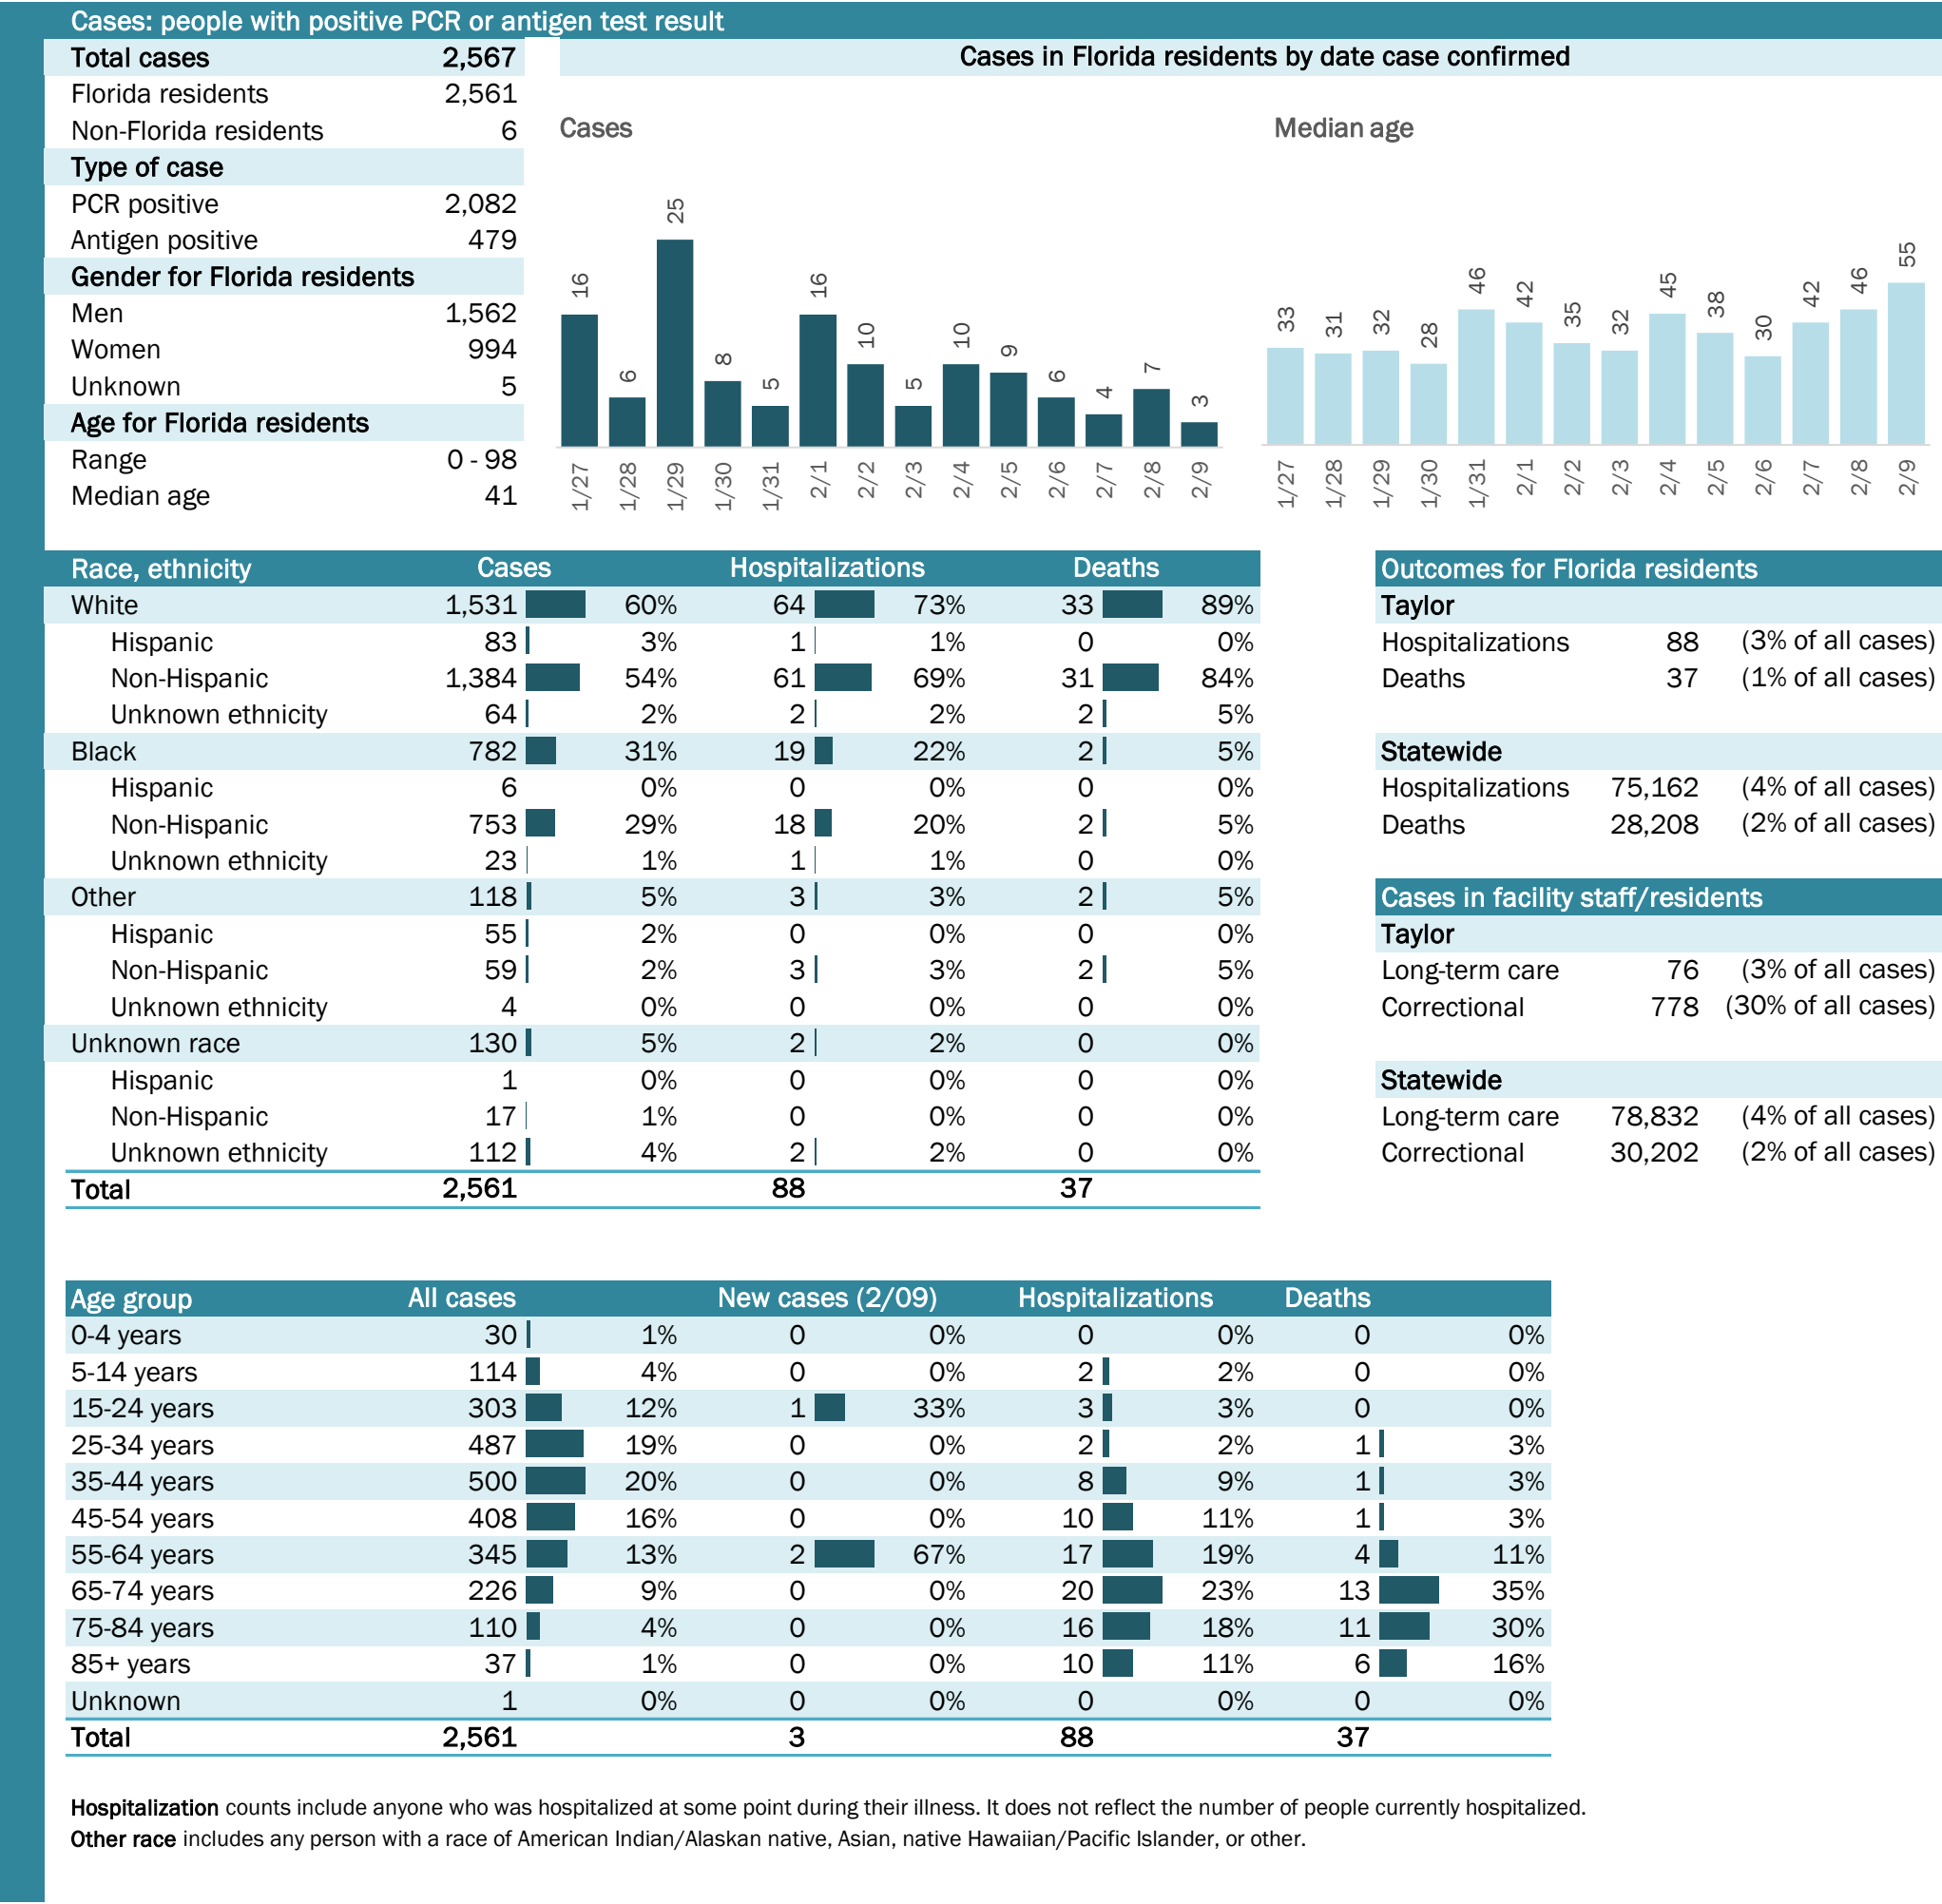 Cases: people with positive PCR or antigen test result
Total cases 2,567
Florida residents 2,561
Non-Florida residents 6
Type of case
PCR positive 2,082
Antigen positive 479
Gender for Florida residents
Men 1,562
Women 994
Unknown 5
Age for Florida residents
Range 0 - 98
Median age 41
Cases in Florida residents by date case confirmed
Cases
16 6 25 8 5 16 10 5 10 9 6 4 7 3
1/27 1/28 1/29 1/30 1/31 2/1 2/2 2/3 2/4 2/5 2/6 2/7 2/8 2/9
Median age
33 31 32 28 46 42 35 32 45 38 30 42 46 55
1/27 1/28 1/29 1/30 1/31 2/1 2/2 2/3 2/4 2/5 2/6 2/7 2/8 2/9
Race, ethnicity Cases Hospitalizations Deaths
White 1,531 60% 64 73% 33 89%
Hispanic 83 3% 1 1% 0 0%
Non-Hispanic 1,384 54% 61 69% 31 84%
Unknown ethnicity 64 2% 2 2% 2 5%
Black 782 31% 19 22% 2 5%
Hispanic 6 0% 0 0% 0 0%
Non-Hispanic 753 29% 18 20% 2 5%
Unknown ethnicity 23 1% 1 1% 0 0%
Other 118 5% 3 3% 2 5%
Hispanic 55 2% 0 0% 0 0%
Non-Hispanic 59 2% 3 3% 2 5%
Unknown ethnicity 4 0% 0 0% 0 0%
Unknown race 130 5% 2 2% 0 0%
Hispanic 1 0% 0 0% 0 0%
Non-Hispanic 17 1% 0 0% 0 0%
Unknown ethnicity 112 4% 2 2% 0 0%
Total 2,561 88 37
Outcomes for Florida residents
Taylor
Hospitalizations 88 (3% of all cases)
Deaths 37 (1% of all cases)
Statewide
Hospitalizations 75,162 (4% of all cases)
Deaths 28,208 (2% of all cases)
Cases in facility staff/residents
Taylor
Long-term care 76 (3% of all cases)
Correctional 778 (30% of all cases)
Statewide
Long-term care 78,832 (4% of all cases)
Correctional 30,202 (2% of all cases)
Age group All cases New cases (2/09) Hospitalizations Deaths
0-4 years 30 1% 0 0% 0 0% 0 0%
5-14 years 114 4% 0 0% 2 2% 0 0%
15-24 years 303 12% 1 33% 3 3% 0 0%
25-34 years 487 19% 0 0% 2 2% 1 3%
35-44 years 500 20% 0 0% 8 9% 1 3%
45-54 years 408 16% 0 0% 10 11% 1 3%
55-64 years 345 13% 2 67% 17 19% 4 11%
65-74 years 226 9% 0 0% 20 23% 13 35%
75-84 years 110 4% 0 0% 16 18% 11 30%
85+ years 37 1% 0 0% 10 11% 6 16%
Unknown 1 0% 0 0% 0 0% 0 0%
Total 2,561 3 88 37
Hospitalization counts include anyone who was hospitalized at some point during their illness. It does not reflect the number of people currently hospitalized.
Other race includes any person with a race of American Indian/Alaskan native, Asian, native Hawaiian/Pacific Islander, or other.